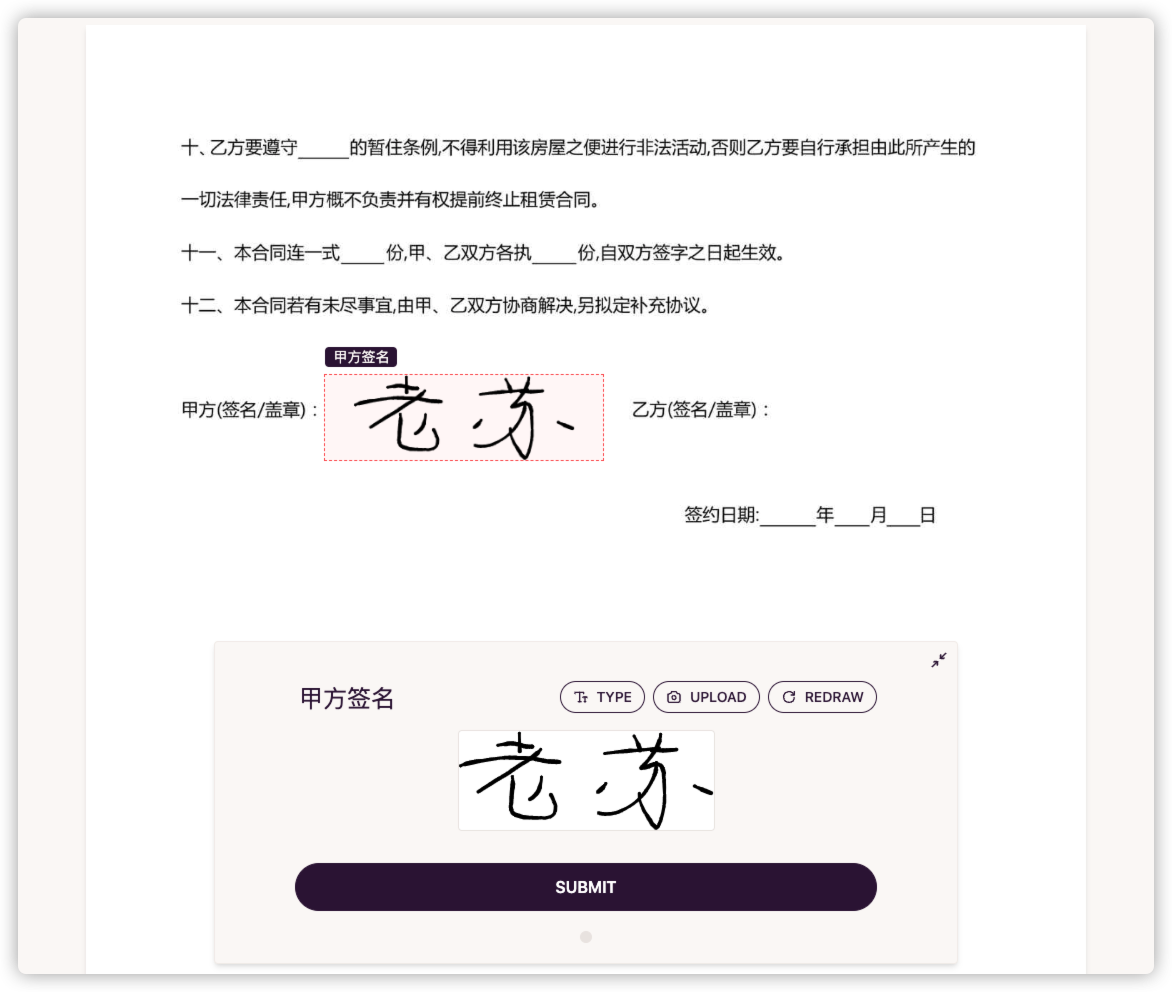 十、乙方要遵守______的暂住条例,不得利用该房屋之便进行非法活动,否则乙方要自行承担由此所产生的
一切法律责任,甲方概不负责并有权提前终止租赁合同。
十一、本合同连一式_____份,甲、乙双方各执_____份,自双方签字之日起生效。
十二、本合同若有未尽事宜,由甲、乙双方协商解决,另拟定补充协议。
甲方签名
甲方(签名/盖章)： 老苏 乙方(签名/盖章)：
签约日期:______年____月____日
甲方签名 TYPE UPLOAD REDRAW
老苏
SUBMIT